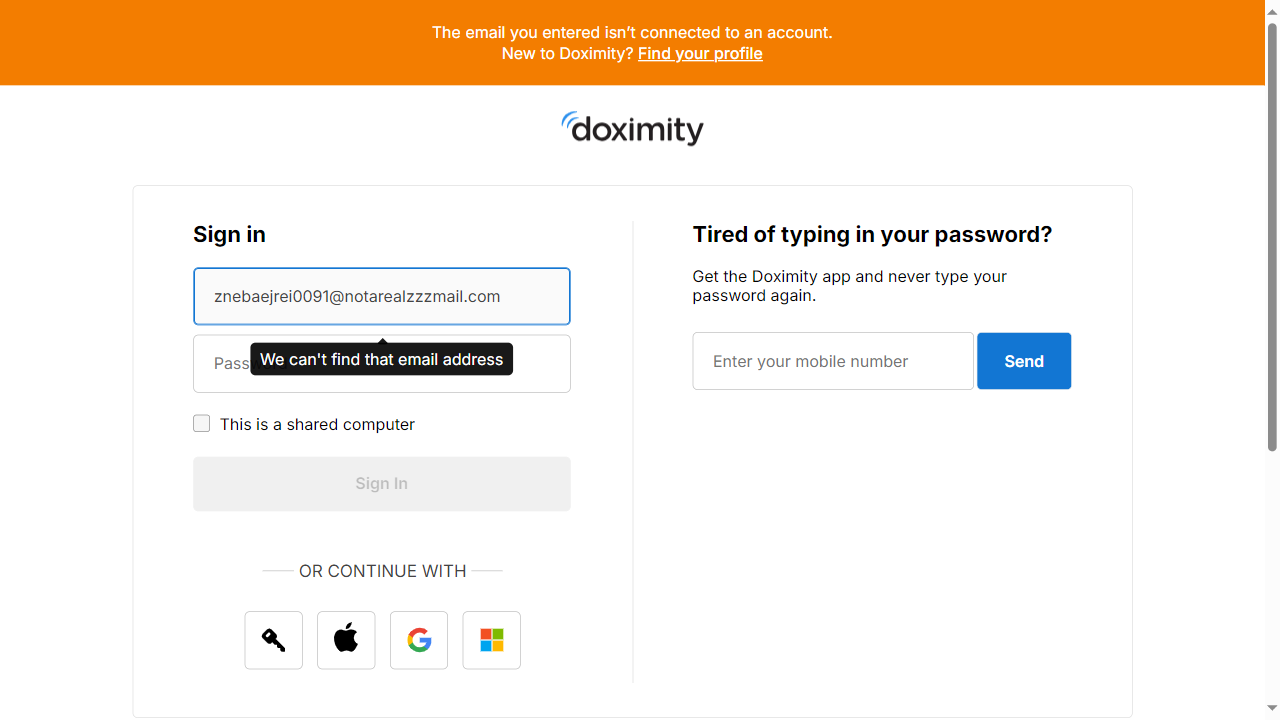 The email you entered isn’t connected to an account.
New to Doximity? Find your profile
doximity
Sign in
znebaejrei0091@notarealzzzmail.com
We can't find that email address
This is a shared computer
Sign In
OR CONTINUE WITH
Tired of typing in your password?
Get the Doximity app and never type your
password again.
Enter your mobile number
Send